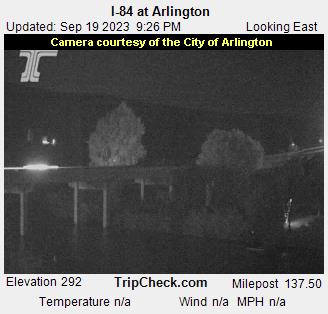 I-84 at Arlington
Updated: Sep 19 2023 9:26 PM Looking East
Camera courtesy of the City of Arlington
Elevation 292 TripCheck.com Milepost 137.50
Temperature n/a Wind n/a MPH n/a